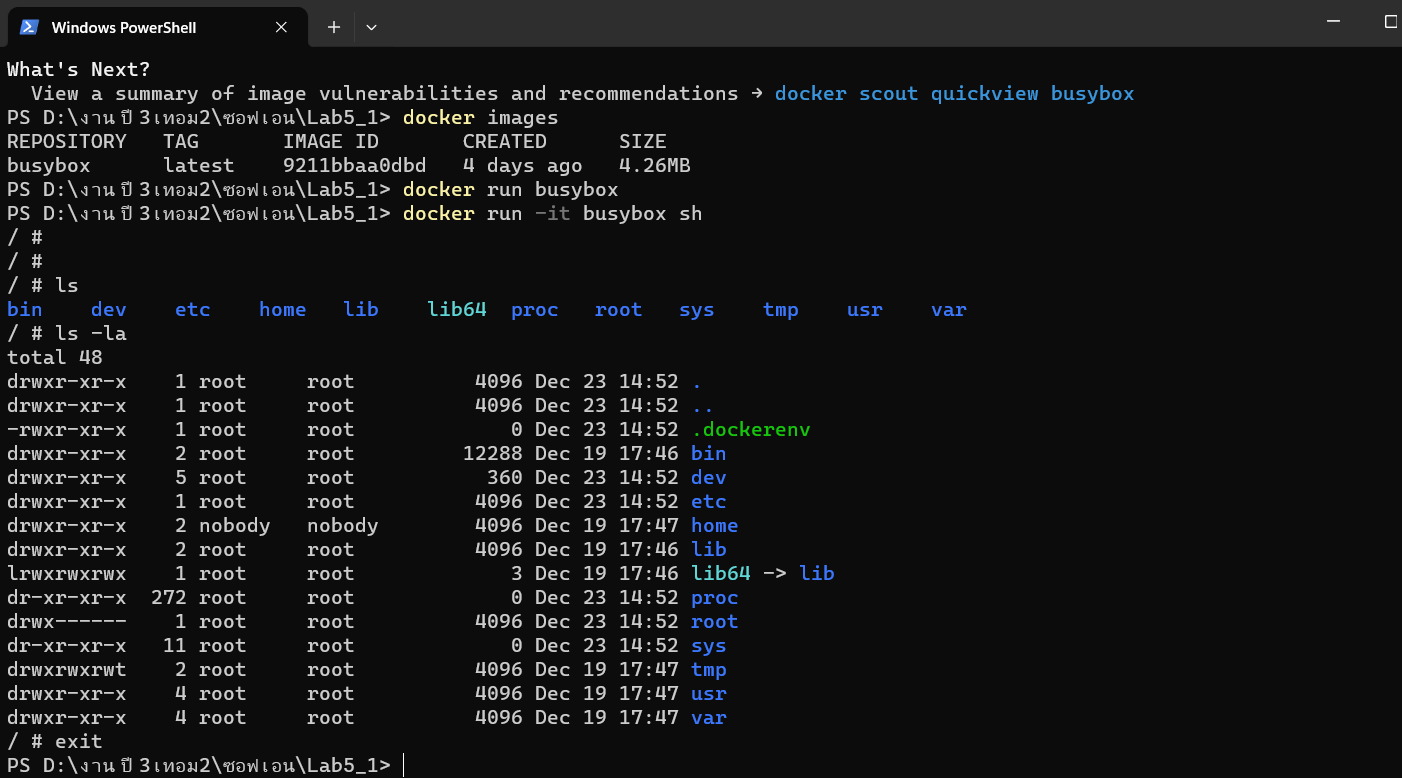 Windows PowerShell
What's Next?
  View a summary of image vulnerabilities and recommendations → docker scout quickview busybox
PS D:\งาน ปี 3 เทอม2\ซอฟเอน\Lab5_1> docker images
REPOSITORY   TAG       IMAGE ID       CREATED      SIZE
busybox      latest    9211bbaa0dbd   4 days ago   4.26MB
PS D:\งาน ปี 3 เทอม2\ซอฟเอน\Lab5_1> docker run busybox
PS D:\งาน ปี 3 เทอม2\ซอฟเอน\Lab5_1> docker run -it busybox sh
/ #
/ #
/ # ls
bin    dev    etc    home   lib    lib64  proc   root   sys    tmp    usr    var
/ # ls -la
total 48
drwxr-xr-x    1 root     root          4096 Dec 23 14:52 .
drwxr-xr-x    1 root     root          4096 Dec 23 14:52 ..
-rwxr-xr-x    1 root     root             0 Dec 23 14:52 .dockerenv
drwxr-xr-x    2 root     root         12288 Dec 19 17:46 bin
drwxr-xr-x    5 root     root           360 Dec 23 14:52 dev
drwxr-xr-x    1 root     root          4096 Dec 23 14:52 etc
drwxr-xr-x    2 nobody   nobody        4096 Dec 19 17:47 home
drwxr-xr-x    2 root     root          4096 Dec 19 17:46 lib
lrwxrwxrwx    1 root     root             3 Dec 19 17:46 lib64 -> lib
dr-xr-xr-x  272 root     root             0 Dec 23 14:52 proc
drwx------    1 root     root          4096 Dec 23 14:52 root
dr-xr-xr-x   11 root     root             0 Dec 23 14:52 sys
drwxrwxrwt    2 root     root          4096 Dec 19 17:47 tmp
drwxr-xr-x    4 root     root          4096 Dec 19 17:47 usr
drwxr-xr-x    4 root     root          4096 Dec 19 17:47 var
/ # exit
PS D:\งาน ปี 3 เทอม2\ซอฟเอน\Lab5_1>